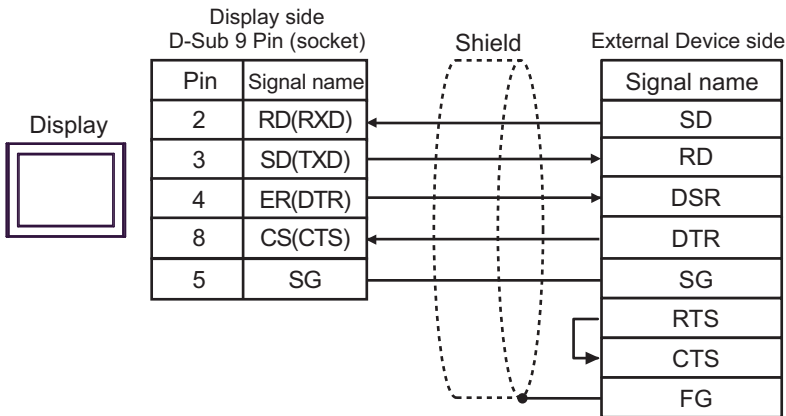 Display side
D-Sub 9 Pin (socket)
Shield
External Device side
Pin Signal name
Signal name
Display
2 RD(RXD) SD
3 SD(TXD) RD
4 ER(DTR) DSR
8 CS(CTS) DTR
5 SG SG
RTS
CTS
FG